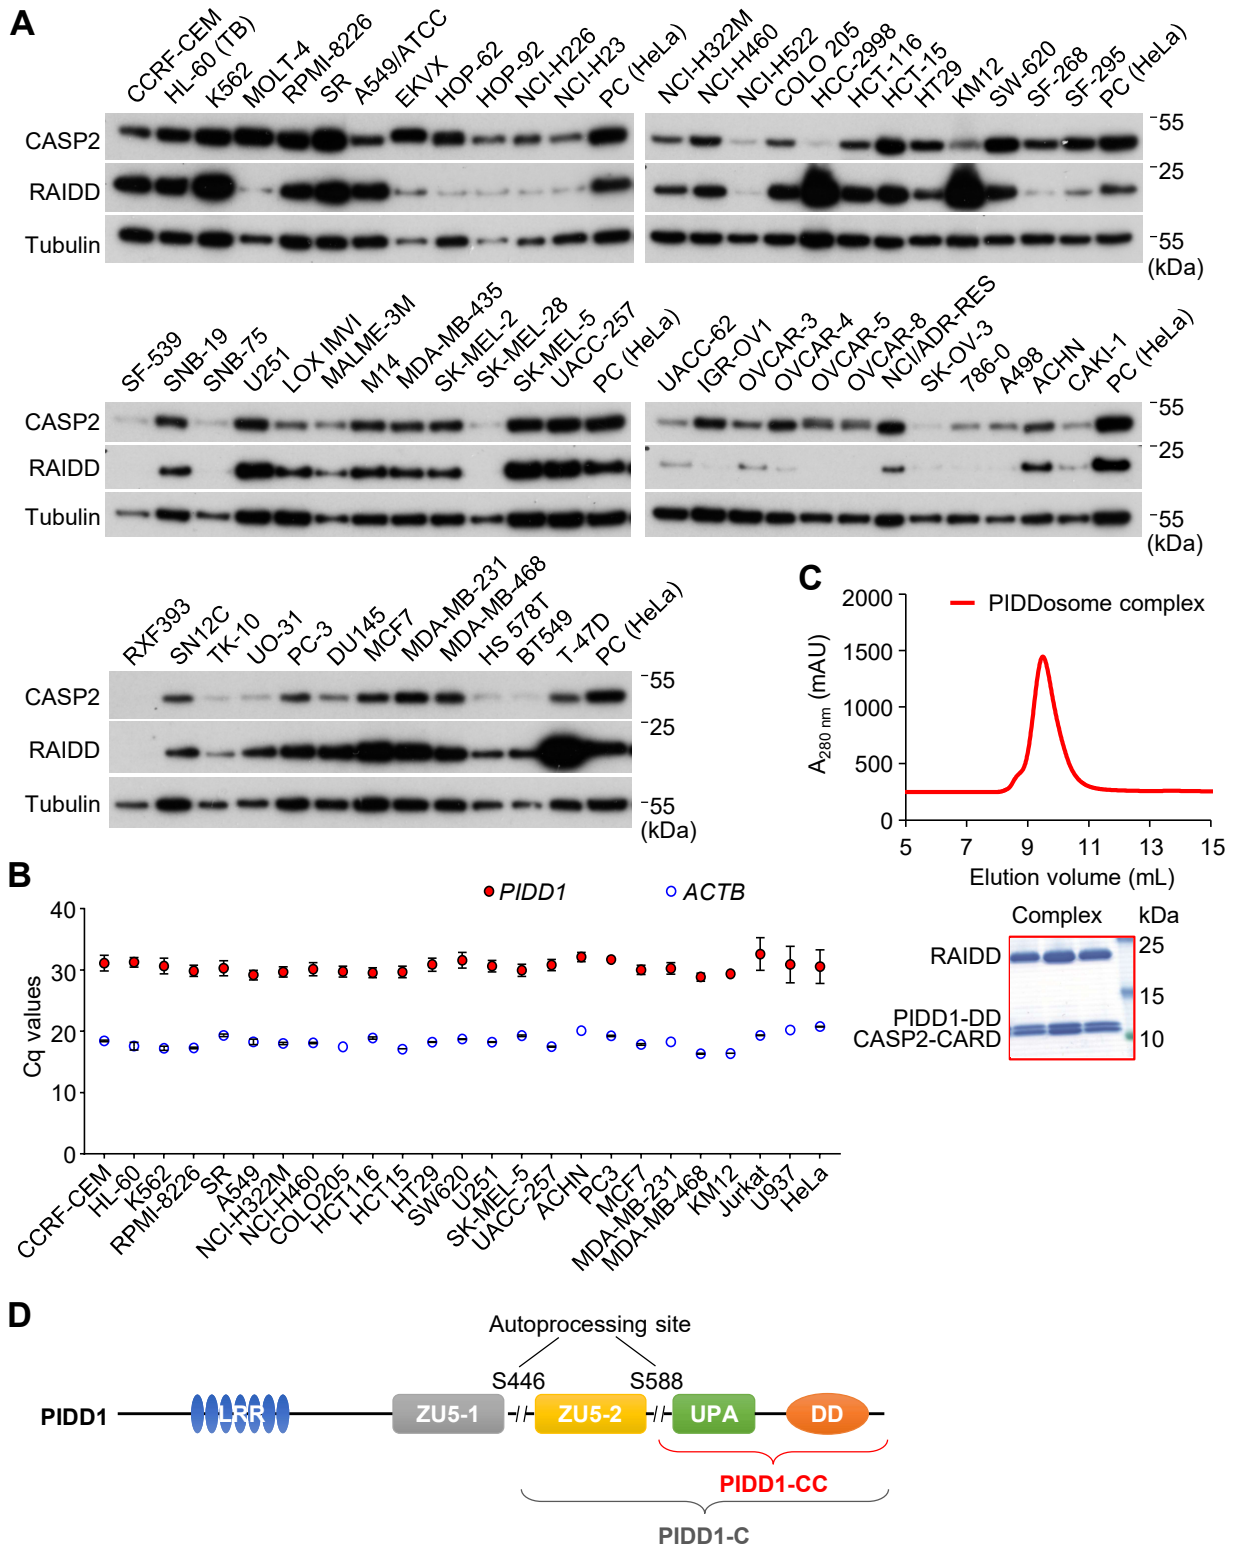 A
CCRF-CEM
HL-60 (TB)
K562
MOLT-4
RPMI-8226
SR
A549/ATCC
EKVX
HOP-62
HOP-92
NCI-H226
NCI-H23
PC (HeLa)
NCI-H322M
NCI-H460
NCI-H522
COLO 205
HCC-2998
HCT-116
HCT-15
HT29
KM12
SW-620
SF-268
SF-295
PC (HeLa)
CASP2
RAIDD
Tubulin
55
25
55
(kDa)
SF-539
SNB-19
SNB-75
U251
LOX IMVI
MALME-3M
M14
MDA-MB-435
SK-MEL-2
SK-MEL-28
SK-MEL-5
UACC-257
PC (HeLa)
UACC-62
IGR-OV1
OVCAR-3
OVCAR-4
OVCAR-5
OVCAR-8
NCI/ADR-RES
SK-OV-3
786-0
A498
ACHN
CAKI-1
PC (HeLa)
CASP2
RAIDD
Tubulin
55
25
55
(kDa)
RXF393
SN12C
TK-10
UO-31
PC-3
DU145
MCF7
MDA-MB-231
MDA-MB-468
HS 578T
BT549
T-47D
PC (HeLa)
CASP2
RAIDD
Tubulin
55
25
55
(kDa)
C
PIDDosome complex
A280 nm (mAU)
2000
1500
1000
500
0
5 7 9 11 13 15
Elution volume (mL)
Complex kDa
RAIDD
PIDD1-DD
CASP2-CARD
25
15
10
B
PIDD1 ACTB
Cq values
40
30
20
10
0
CCRF-CEM
HL-60
K562
RPMI-8226
SR
A549
NCI-H322M
NCI-H460
COLO205
HCT116
HCT15
HT29
SW620
U251
SK-MEL-5
UACC-257
ACHN
PC3
MCF7
MDA-MB-231
MDA-MB-468
KM12
Jurkat
U937
HeLa
D
Autoprocessing site
S446 S588
PIDD1 LRR ZU5-1 ZU5-2 UPA DD
PIDD1-CC
PIDD1-C